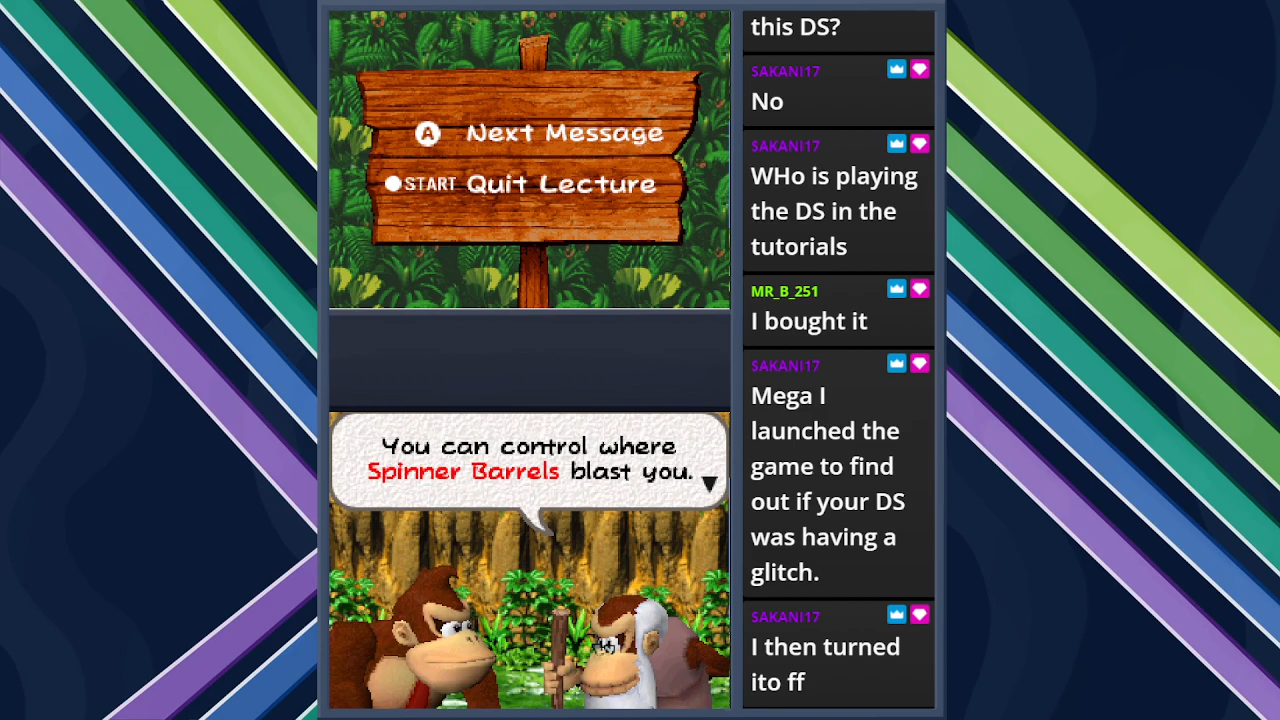 A Next Message
START Quit Lecture
You can control where
Spinner Barrels blast you.
this DS?
SAKANI17
No
SAKANI17
WHo is playing
the DS in the
tutorials
MR_B_251
I bought it
SAKANI17
Mega I
launched the
game to find
out if your DS
was having a
glitch.
SAKANI17
I then turned
ito ff